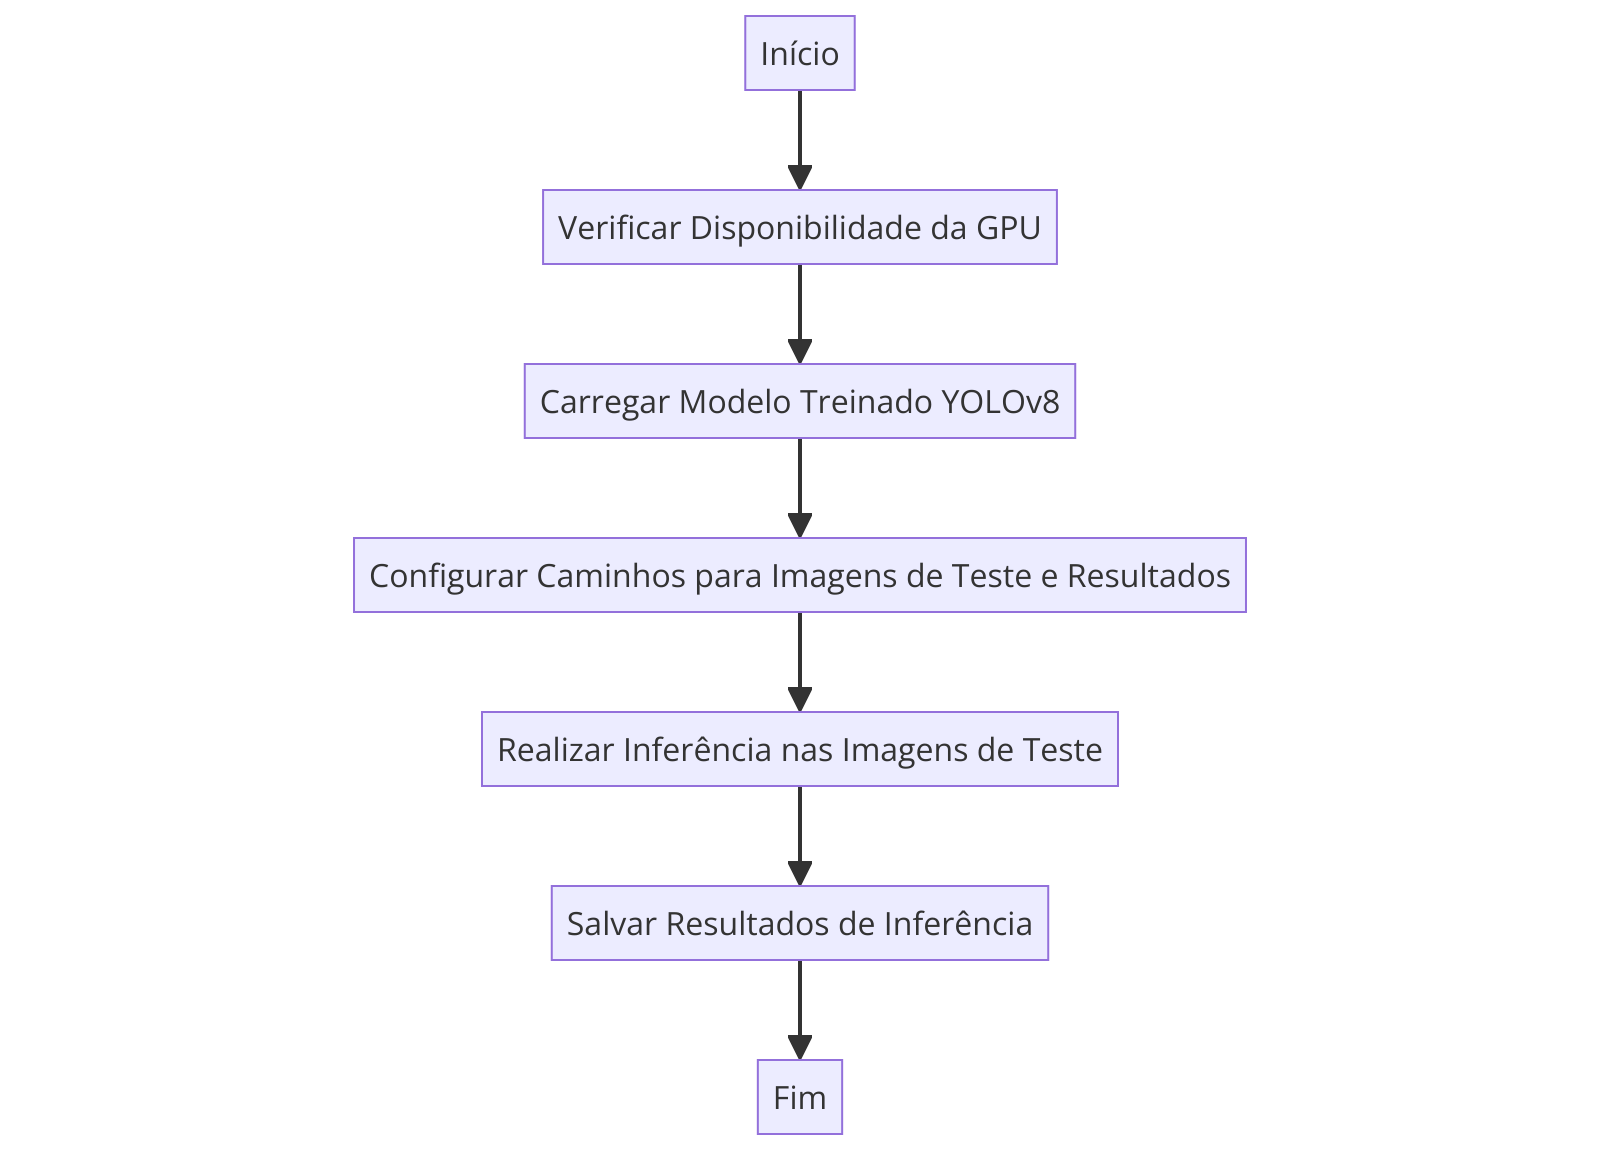 Início
Verificar Disponibilidade da GPU
Carregar Modelo Treinado YOLOv8
Configurar Caminhos para Imagens de Teste e Resultados
Realizar Inferência nas Imagens de Teste
Salvar Resultados de Inferência
Fim